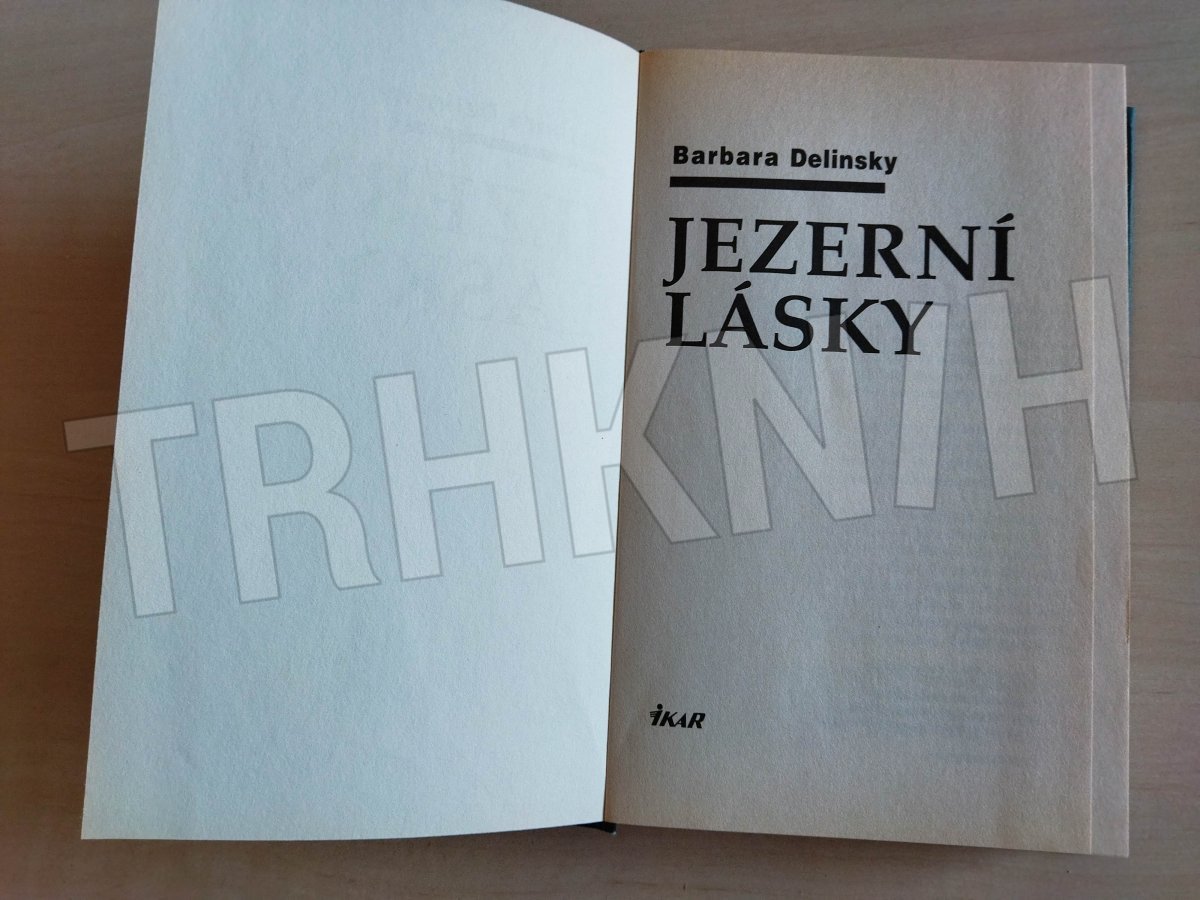 Barbara Delinsky
JEZERNÍ
LÁSKY
TRHKNIH
IKAR